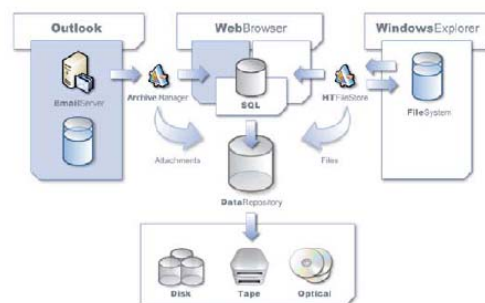 Outlook
WebBrowser
WindowsExplorer
EmailServer
ArchiveManager
SQL
HTFileStore
FileSystem
Attachments
Files
DataRepository
Disk
Tape
Optical